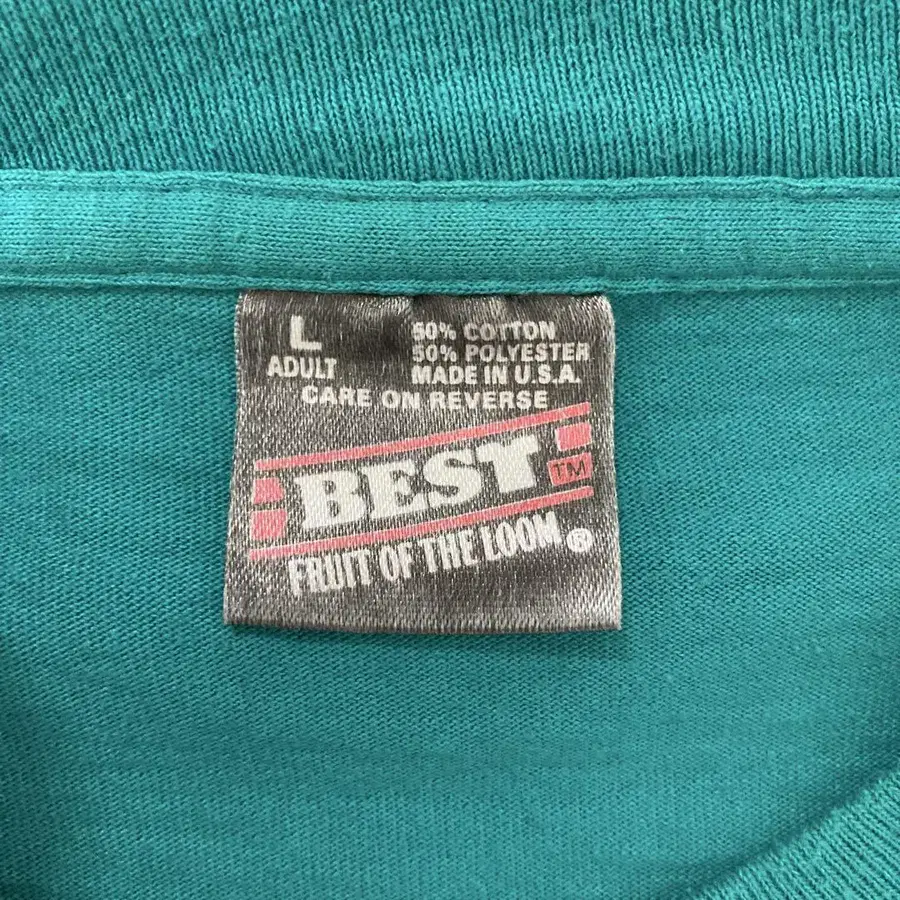 L
ADULT
50% COTTON
50% POLYESTER
MADE IN U.S.A.
CARE ON REVERSE
BEST TM
FRUIT OF THE LOOM ®